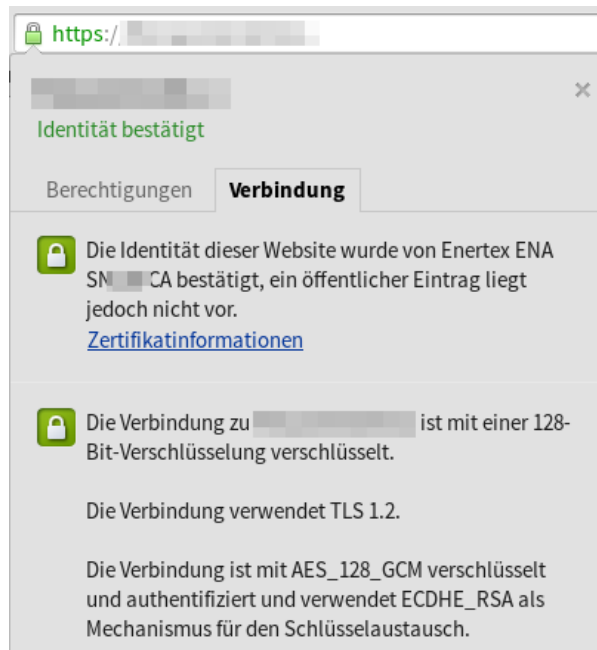 https:/
Identität bestätigt
Berechtigungen Verbindung
Die Identität dieser Website wurde von Enertex ENA
SN CA bestätigt, ein öffentlicher Eintrag liegt
jedoch nicht vor.
Zertifikatinformationen
Die Verbindung zu ist mit einer 128-
Bit-Verschlüsselung verschlüsselt.
Die Verbindung verwendet TLS 1.2.
Die Verbindung ist mit AES_128_GCM verschlüsselt
und authentifiziert und verwendet ECDHE_RSA als
Mechanismus für den Schlüsselaustausch.